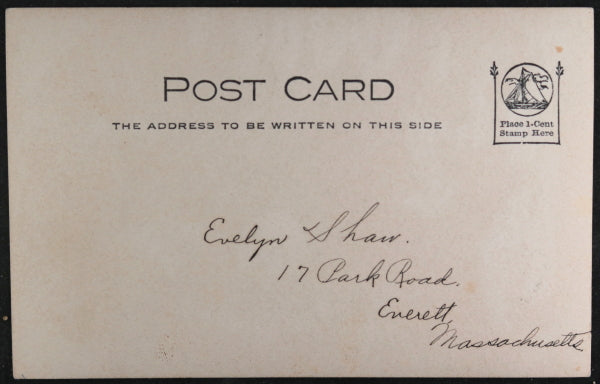 POST CARD
THE ADDRESS TO BE WRITTEN ON THIS SIDE
Place 1-Cent
Stamp Here
Evelyn Shaw.
17 Park Road.
Everett
Massachusetts